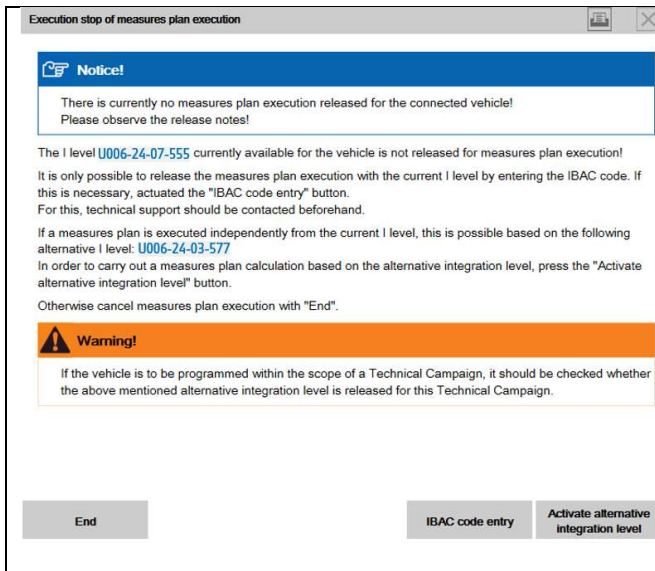 Execution stop of measures plan execution
Notice!
There is currently no measures plan execution released for the connected vehicle!
Please observe the release notes!
The I level U006-24-07-555 currently available for the vehicle is not released for measures plan execution!
It is only possible to release the measures plan execution with the current I level by entering the IBAC code. If
this is necessary, actuated the "IBAC code entry" button.
For this, technical support should be contacted beforehand.
If a measures plan is executed independently from the current I level, this is possible based on the following
alternative I level: U006-24-03-577
In order to carry out a measures plan calculation based on the alternative integration level, press the "Activate
alternative integration level" button.
Otherwise cancel measures plan execution with "End".
Warning!
If the vehicle is to be programmed within the scope of a Technical Campaign, it should be checked whether
the above mentioned alternative integration level is released for this Technical Campaign.
End
IBAC code entry
Activate alternative
integration level